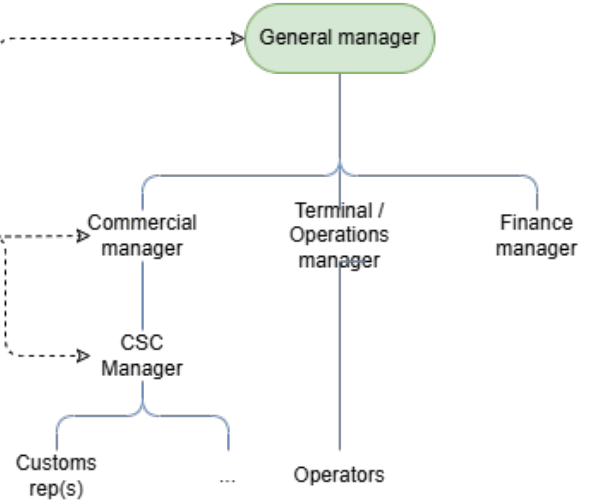 General manager
Commercial
manager
Terminal /
Operations
manager
Finance
manager
CSC
Manager
Customs
rep(s)
...
Operators